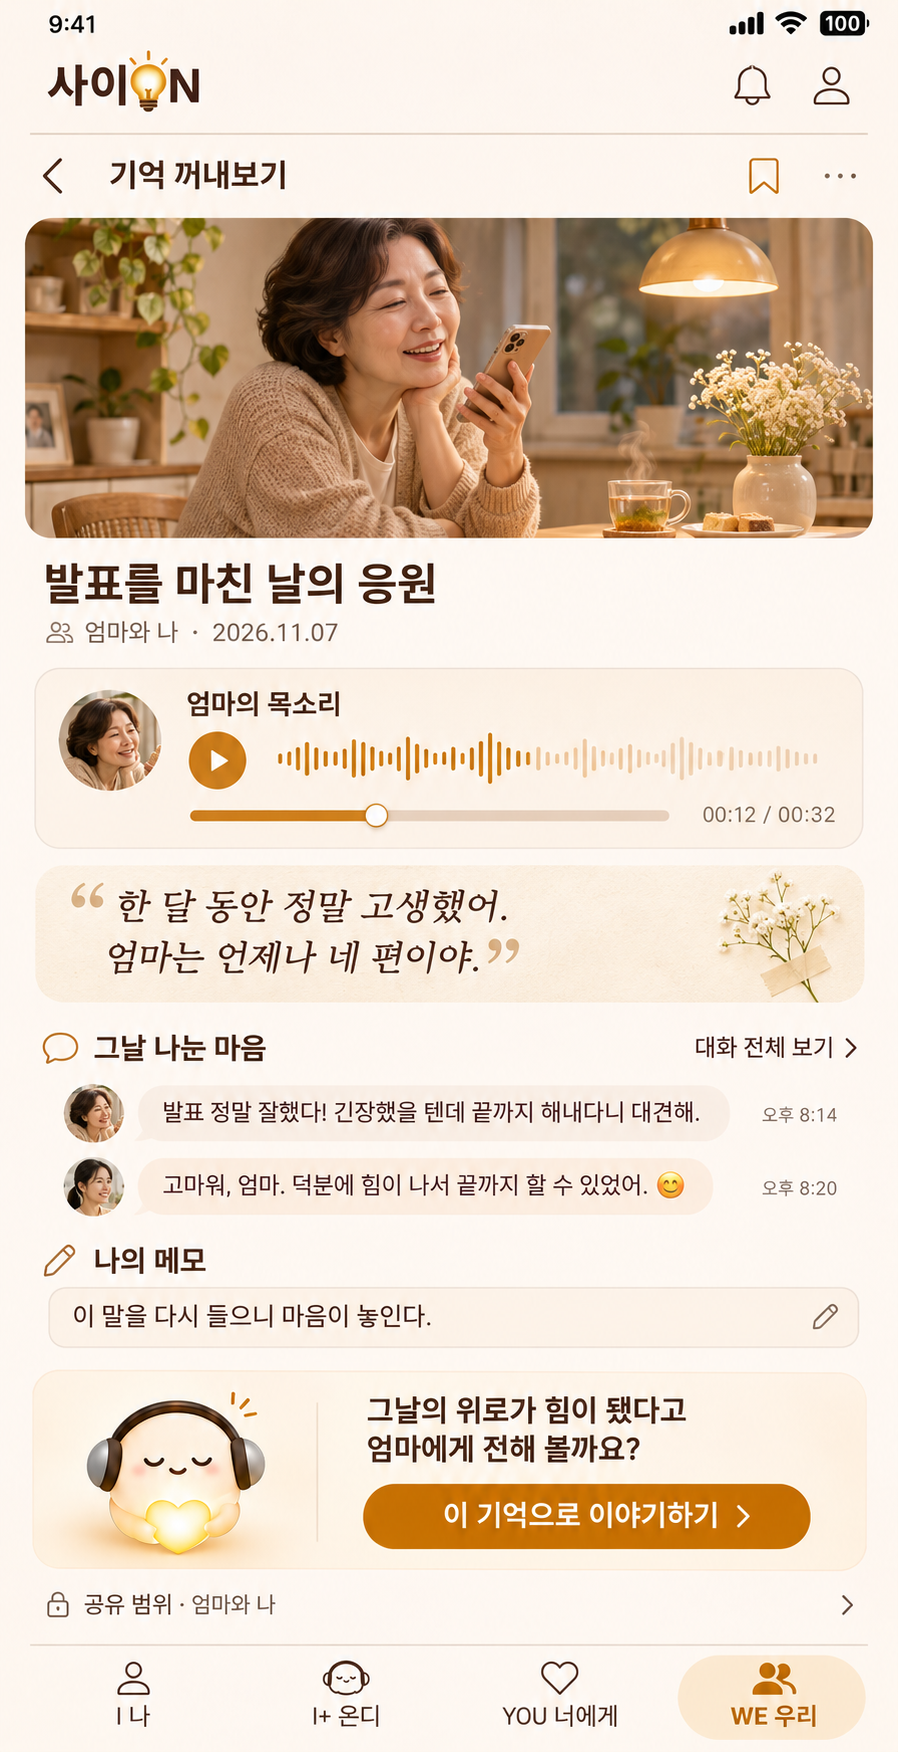 9:41
100
사이ON
기억 꺼내보기
발표를 마친 날의 응원
엄마와 나 · 2026.11.07
엄마의 목소리
00:12 / 00:32
“한 달 동안 정말 고생했어.
엄마는 언제나 네 편이야.”
그날 나눈 마음
대화 전체 보기
발표 정말 잘했다! 긴장했을 텐데 끝까지 해내다니 대견해.
오후 8:14
고마워, 엄마. 덕분에 힘이 나서 끝까지 할 수 있었어. 😊
오후 8:20
나의 메모
이 말을 다시 들으니 마음이 놓인다.
그날의 위로가 힘이 됐다고
엄마에게 전해 볼까요?
이 기억으로 이야기하기
공유 범위 · 엄마와 나
I 나
I+ 온디
YOU 너에게
WE 우리